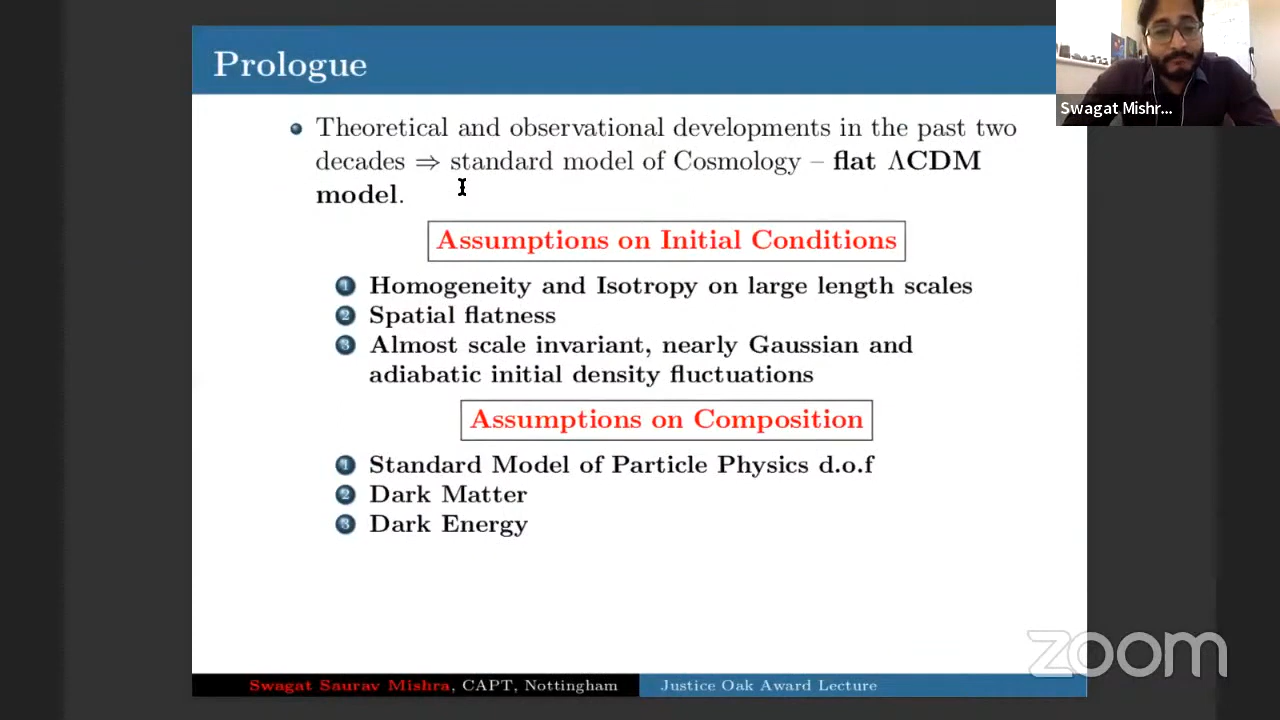 Prologue
Swagat Mishr...
Theoretical and observational developments in the past two
decades ⇒ standard model of Cosmology – flat ΛCDM
model.
Assumptions on Initial Conditions
1 Homogeneity and Isotropy on large length scales
2 Spatial flatness
3 Almost scale invariant, nearly Gaussian and
adiabatic initial density fluctuations
Assumptions on Composition
1 Standard Model of Particle Physics d.o.f
2 Dark Matter
3 Dark Energy
zoom
Swagat Saurav Mishra, CAPT, Nottingham
Justice Oak Award Lecture